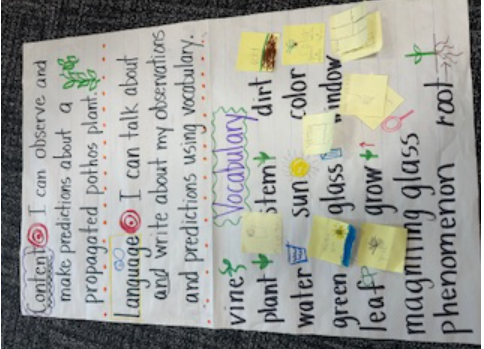 Content I can observe and
make predictions about a
propagated pothos plant.
Language I can talk about
and write about my observations
and predictions using vocabulary.
Vocabulary
vine
plant stem dirt
water sun color
green glass window
leaf grow
magnifing glass
phenomenon root